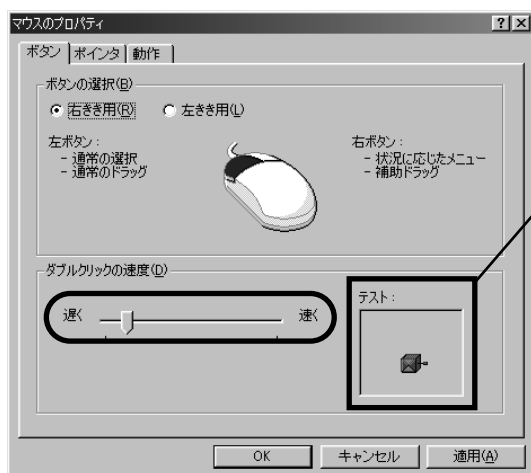 マウスのプロパティ
ボタン ポインタ 動作
ボタンの選択(B)
右きき用(R) 左きき用(L)
左ボタン：
- 通常の選択
- 通常のドラッグ
右ボタン：
- 状況に応じたメニュー
- 補助ドラッグ
ダブルクリックの速度(D)
遅く 速く
テスト：
OK キャンセル 適用(A)